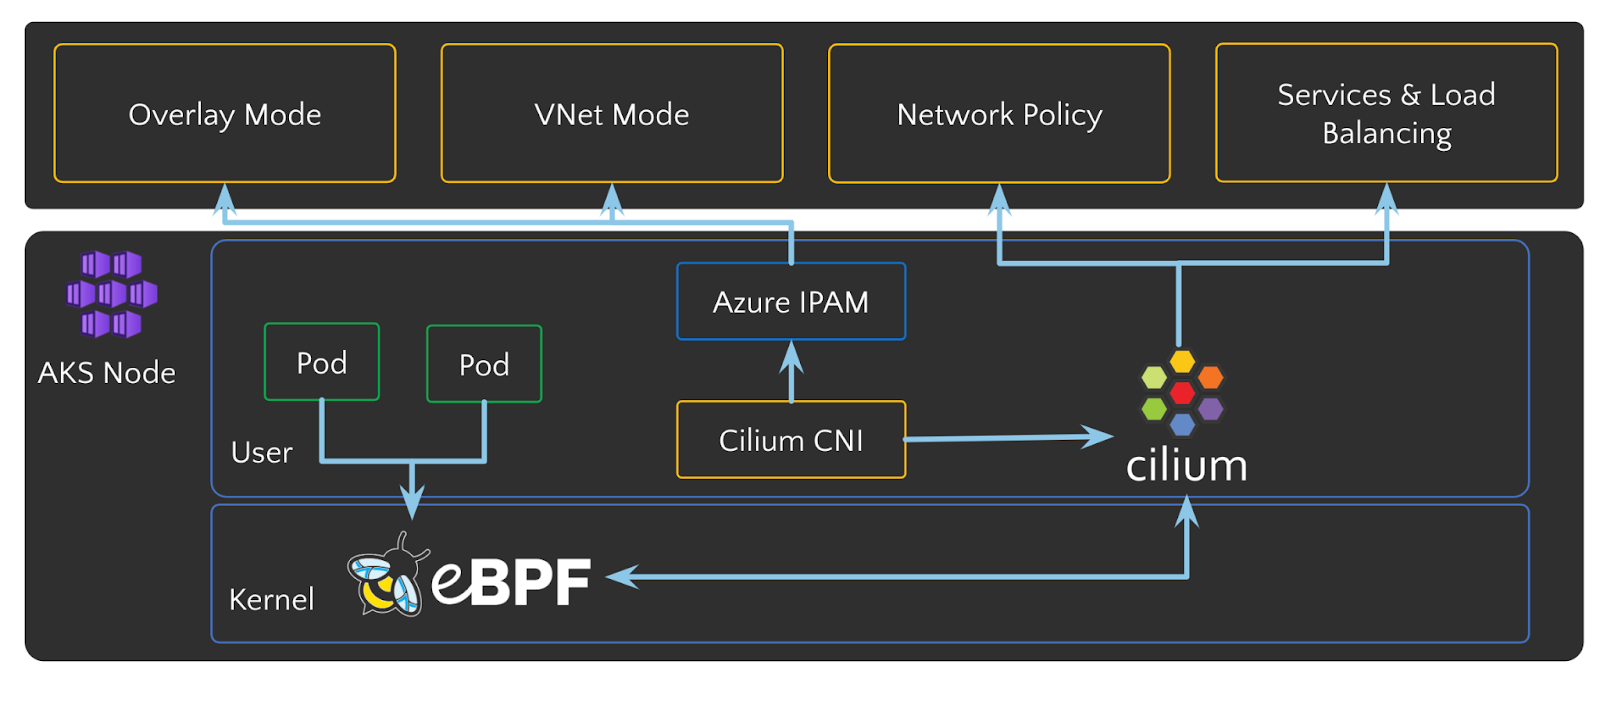 Overlay Mode
VNet Mode
Network Policy
Services & Load
Balancing
AKS Node
Azure IPAM
Pod
Pod
Cilium CNI
User
cilium
Kernel
eBPF